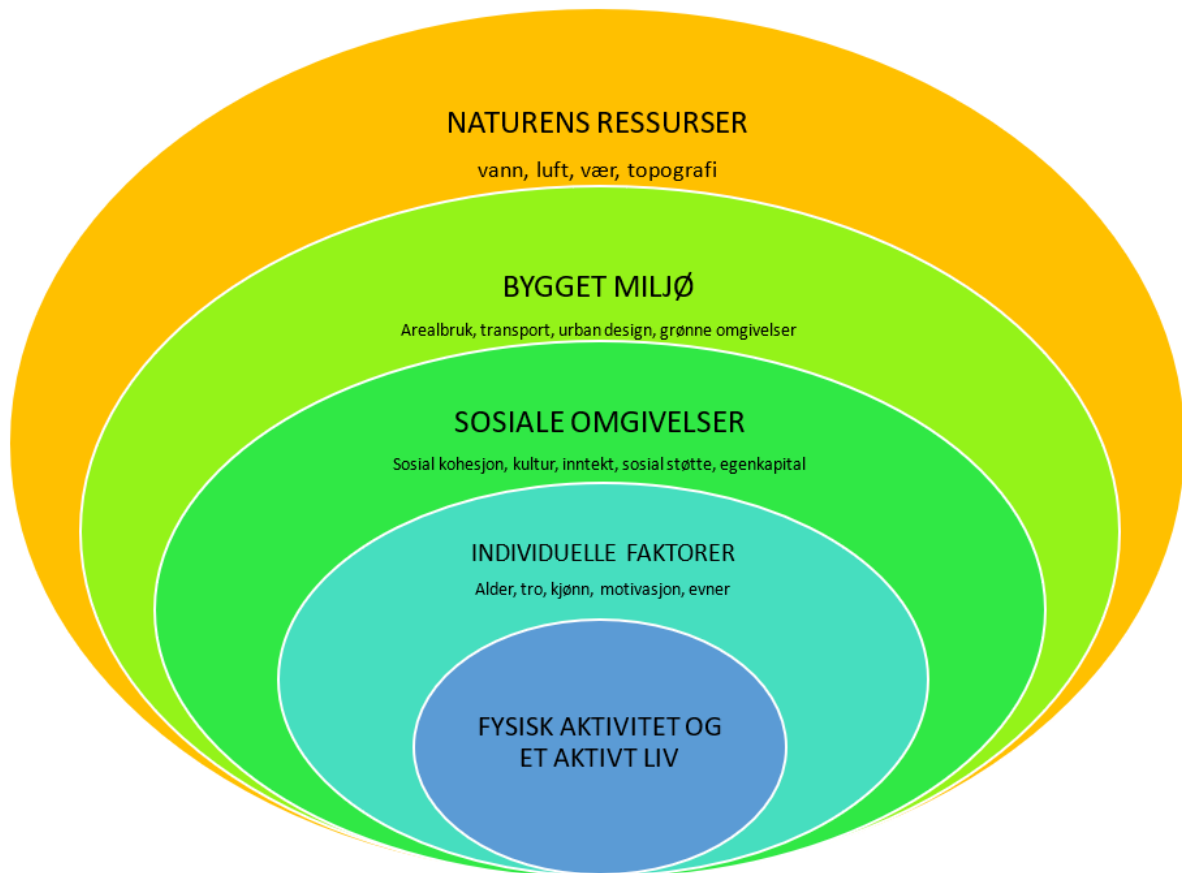 NATURENS RESSURSER
vann, luft, vær, topografi
BYGGET MILJØ
Arealbruk, transport, urban design, grønne omgivelser
SOSIALE OMGIVELSER
Sosial kohesjon, kultur, inntekt, sosial støtte, egenkapital
INDIVIDUELLE FAKTORER
Alder, tro, kjønn, motivasjon, evner
FYSISK AKTIVITET OG
ET AKTIVT LIV